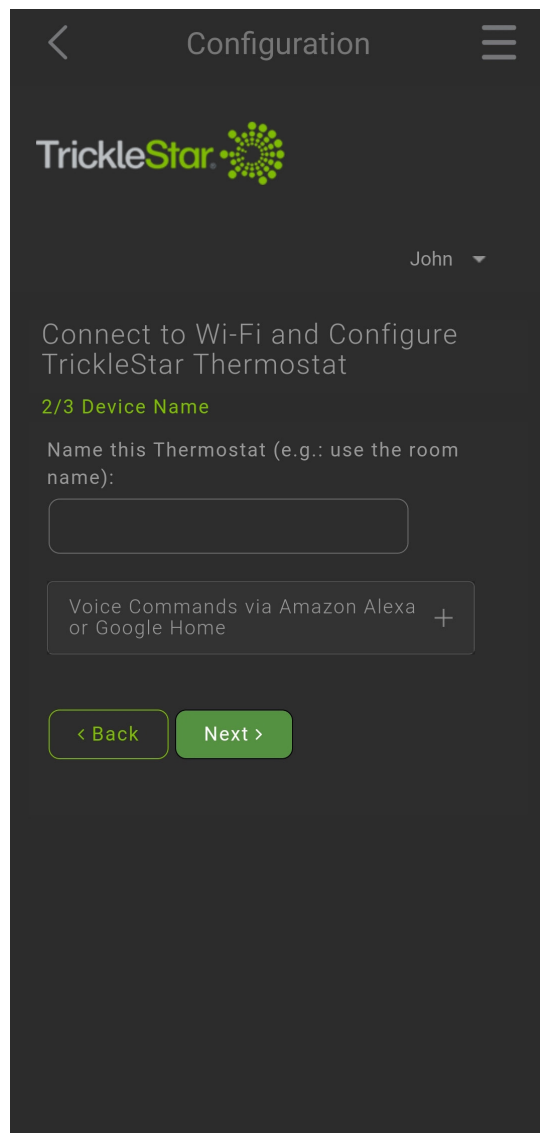 Configuration
TrickleStar.
John
Connect to Wi-Fi and Configure
TrickleStar Thermostat
2/3 Device Name
Name this Thermostat (e.g.: use the room
name):
Voice Commands via Amazon Alexa
or Google Home
+
< Back
Next >